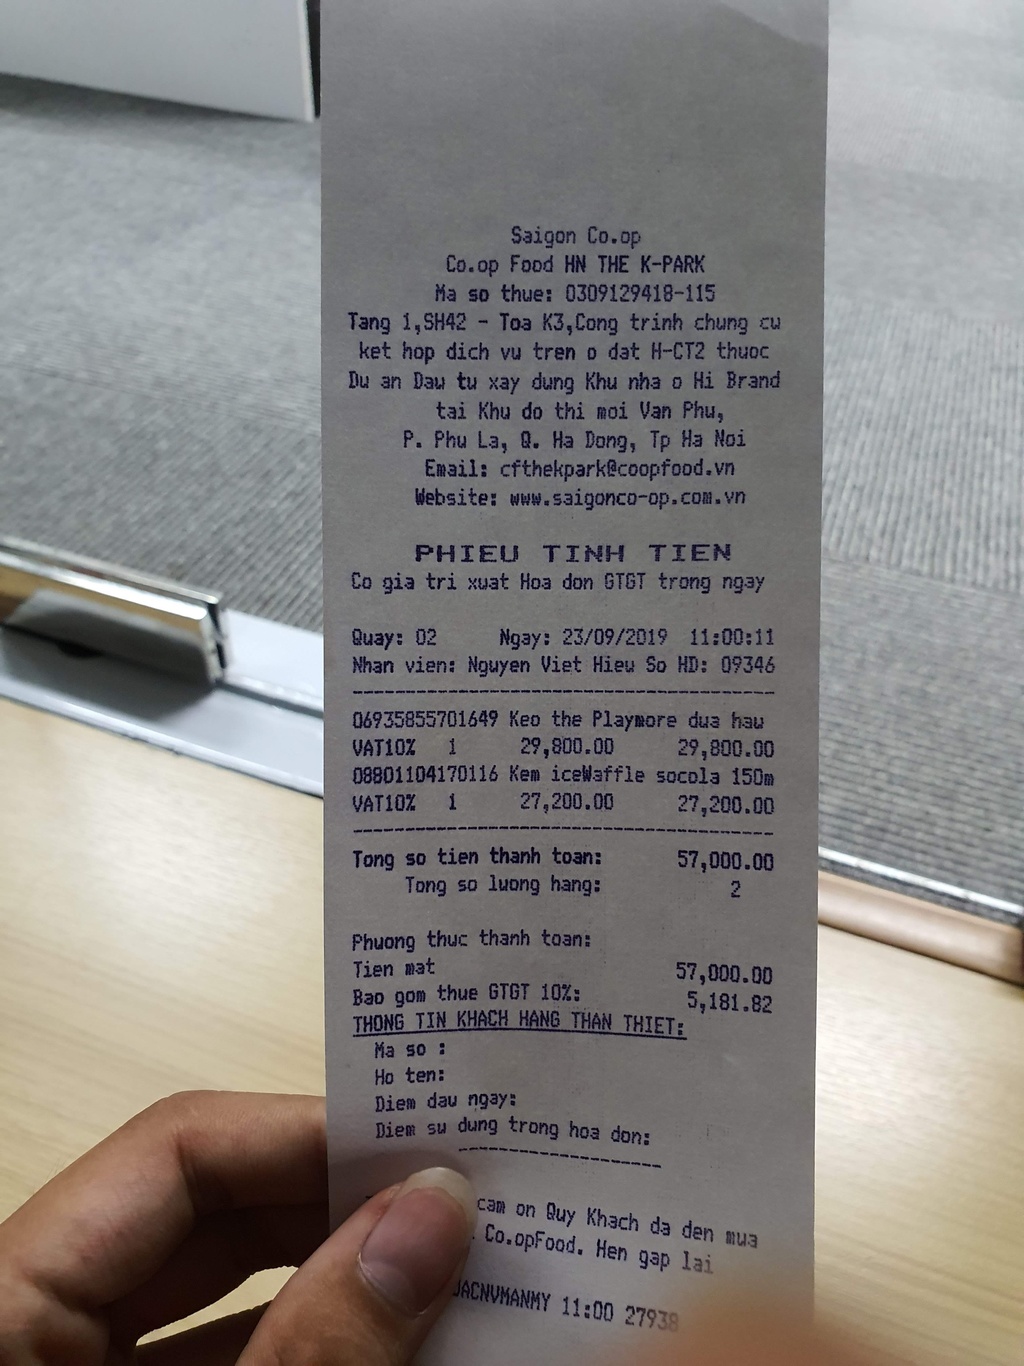 Saigon Co.op
Co.op Food HN THE K-PARK
Ma so thue: 0309129418-115
Tang 1,SH42 - Toa K3,Cong trinh chung cu
ket hop dich vu tren o dat H-CT2 thuoc
Du an Dau tu xay dung Khu nha o Hi Brand
tai Khu do thi moi Van Phu,
P. Phu La, Q. Ha Dong, Tp Ha Noi
Email: cfthekpark@coopfood.vn
Website: www.saigonco-op.com.vn
PHIEU TINH TIEN
Co gia tri xuat Hoa don GTGT trong ngay
Quay: 02 Ngay: 23/09/2019 11:00:11
Nhan vien: Nguyen Viet Hieu So HD: 09346
06935855701649 Keo the Playmore dua hau
VAT10% 1 29,800.00 29,800.00
08801104170116 Kem iceWaffle socola 150m
VAT10% 1 27,200.00 27,200.00
Tong so tien thanh toan: 57,000.00
Tong so luong hang: 2
Phuong thuc thanh toan:
Tien mat 57,000.00
Bao gom thue GTGT 10%: 5,181.82
THONG TIN KHACH HANG THAN THIET:
Ma so :
Ho ten:
Diem dau ngay:
Diem su dung trong hoa don:
cam on Quy Khach da den mua
Co.opFood. Hen gap lai
JACNVMANMY 11:00 27938